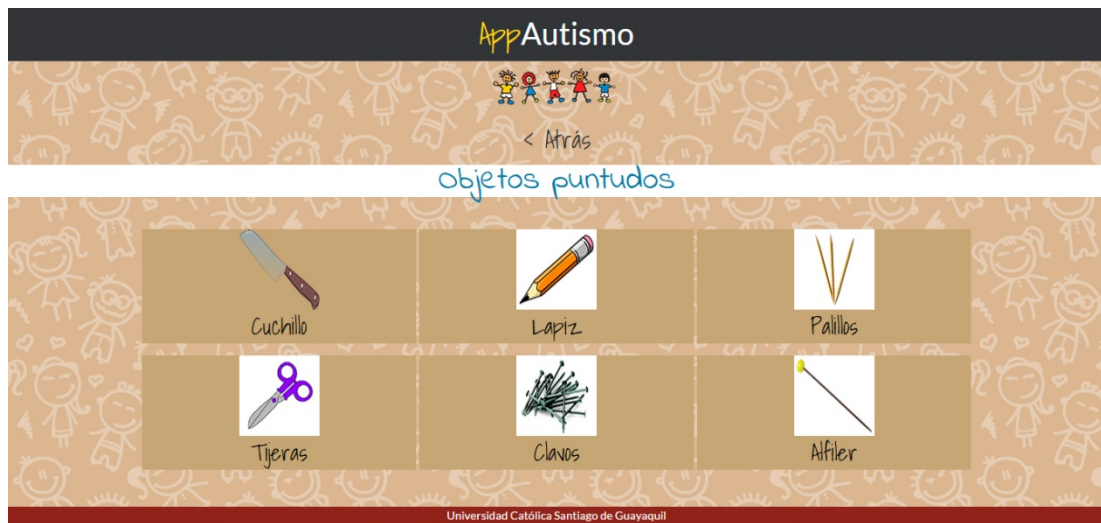 AppAutismo
< Atrás
Objetos puntudos
Cuchillo Lapiz Palillos
Tijeras Clavos Alfiler
Universidad Católica Santiago de Guayaquil